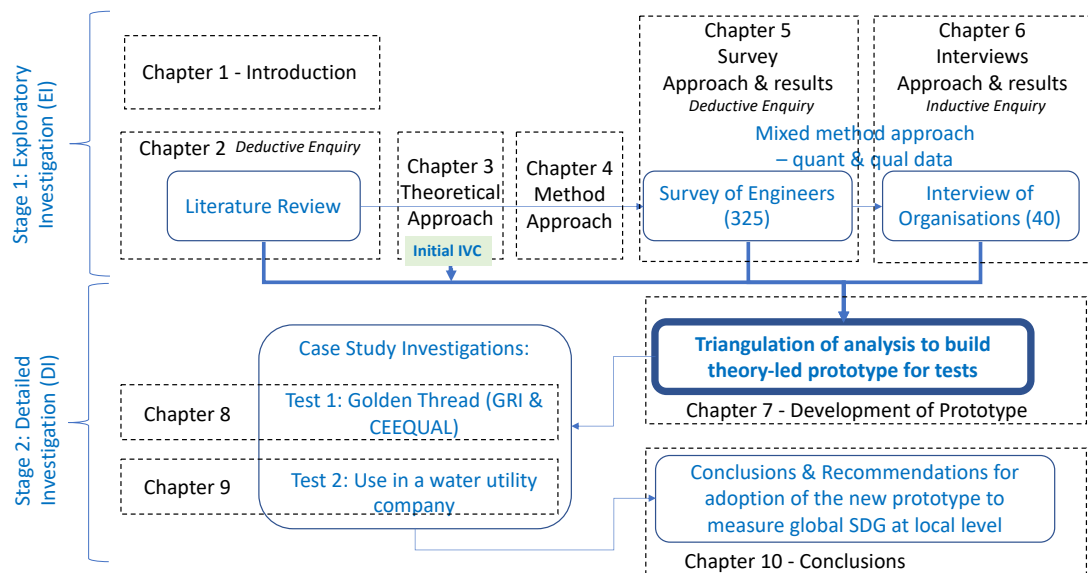 Stage 1: Exploratory
Investigation (EI)
Chapter 1 - Introduction
Chapter 2 Deductive Enquiry
Literature Review
Chapter 3
Theoretical
Approach
Initial IVC
Chapter 4
Method
Approach
Chapter 5
Survey
Approach & results
Deductive Enquiry
Chapter 6
Interviews
Approach & results
Inductive Enquiry
Mixed method approach
– quant & qual data
Survey of Engineers
(325)
Interview of
Organisations (40)
Stage 2: Detailed
Investigation (DI)
Case Study Investigations:
Chapter 8
Test 1: Golden Thread (GRI &
CEEQUAL)
Chapter 9
Test 2: Use in a water utility
company
Triangulation of analysis to build
theory-led prototype for tests
Chapter 7 - Development of Prototype
Conclusions & Recommendations for
adoption of the new prototype to
measure global SDG at local level
Chapter 10 - Conclusions